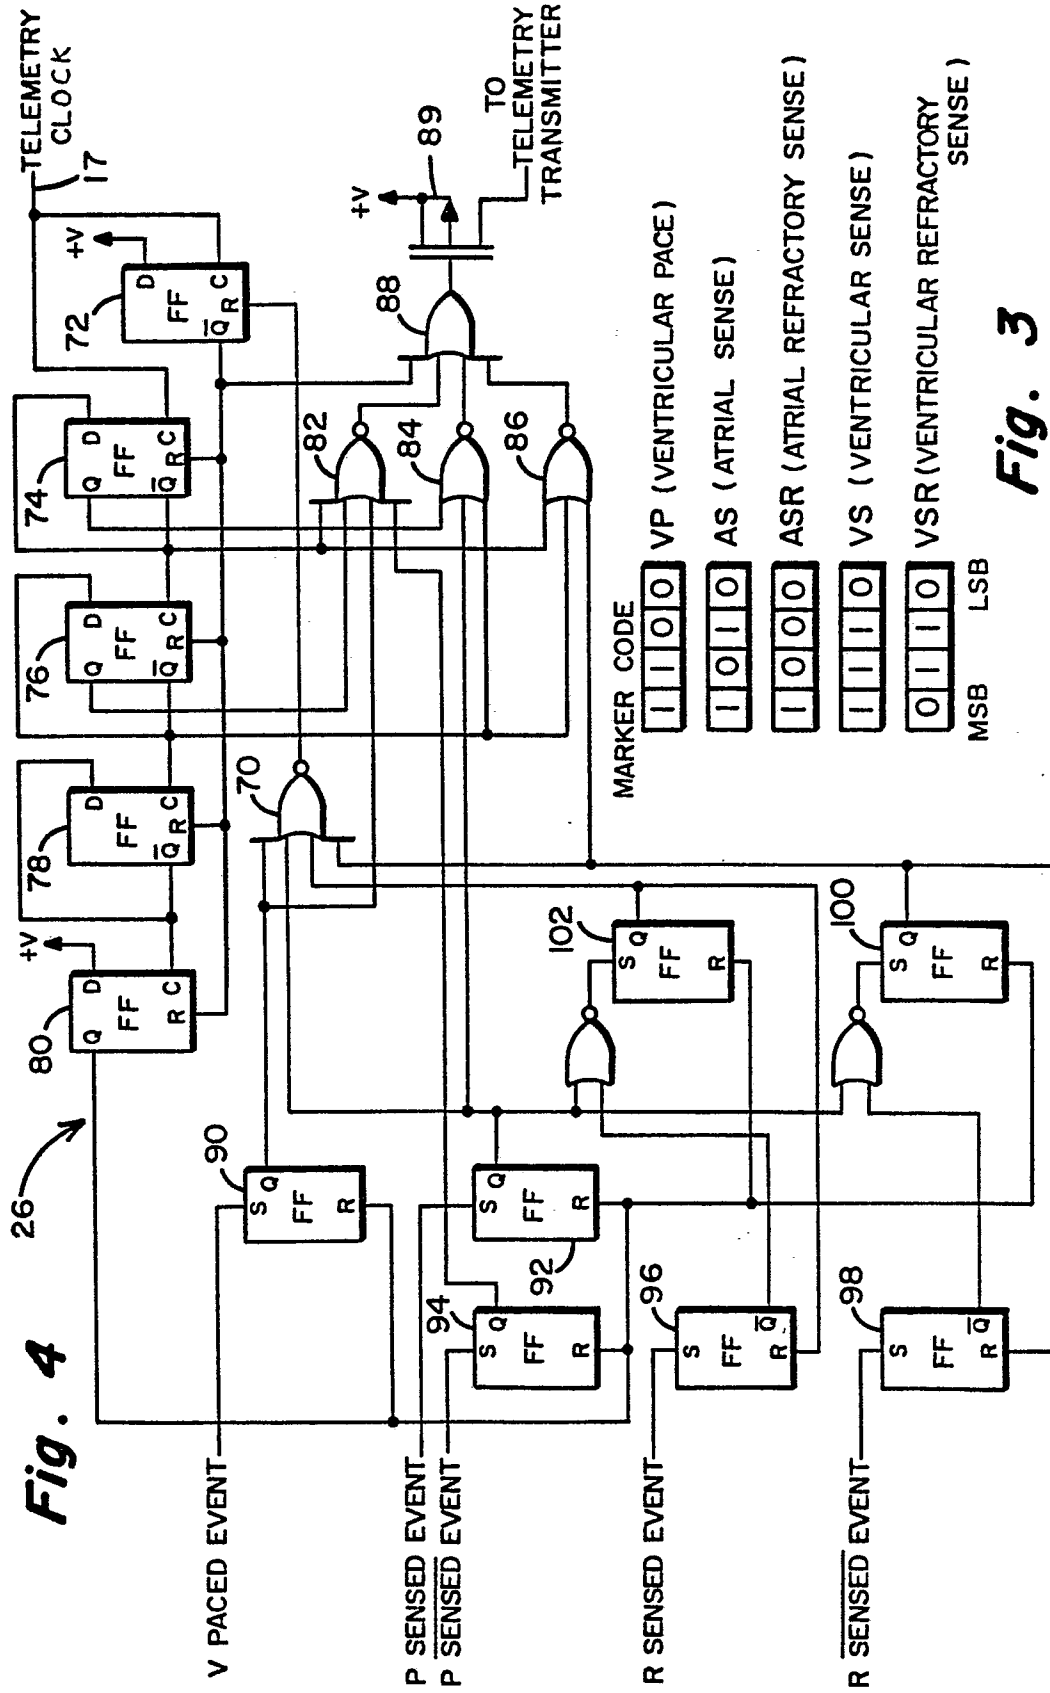 Fig. 4
26
TELEMETRY
CLOCK
17
80
+V
Q
D
FF
R
C
78
D
FF
Q̅
R
C
76
Q
D
FF
Q̅
R
C
74
Q
D
FF
Q̅
R
C
72
+V
D
FF
Q̅
C
R
V PACED EVENT
90
S
Q
FF
R
70
82
84
86
88
+V
89
TO
TELEMETRY
TRANSMITTER
P SENSED EVENT
P S̅E̅N̅S̅E̅D̅ EVENT
94
S
Q
FF
R
92
S
Q
FF
R
R SENSED EVENT
96
S
FF
Q̅
R
102
S
Q
FF
R
R S̅E̅N̅S̅E̅D̅ EVENT
98
S
FF
Q̅
R
100
S
Q
FF
R
MARKER CODE
1 1 0 0 VP (VENTRICULAR PACE)
1 0 1 0 AS (ATRIAL SENSE)
1 0 0 0 ASR (ATRIAL REFRACTORY SENSE)
1 1 1 0 VS (VENTRICULAR SENSE)
0 1 1 0 VSR (VENTRICULAR REFRACTORY
SENSE)
MSB LSB
Fig. 3